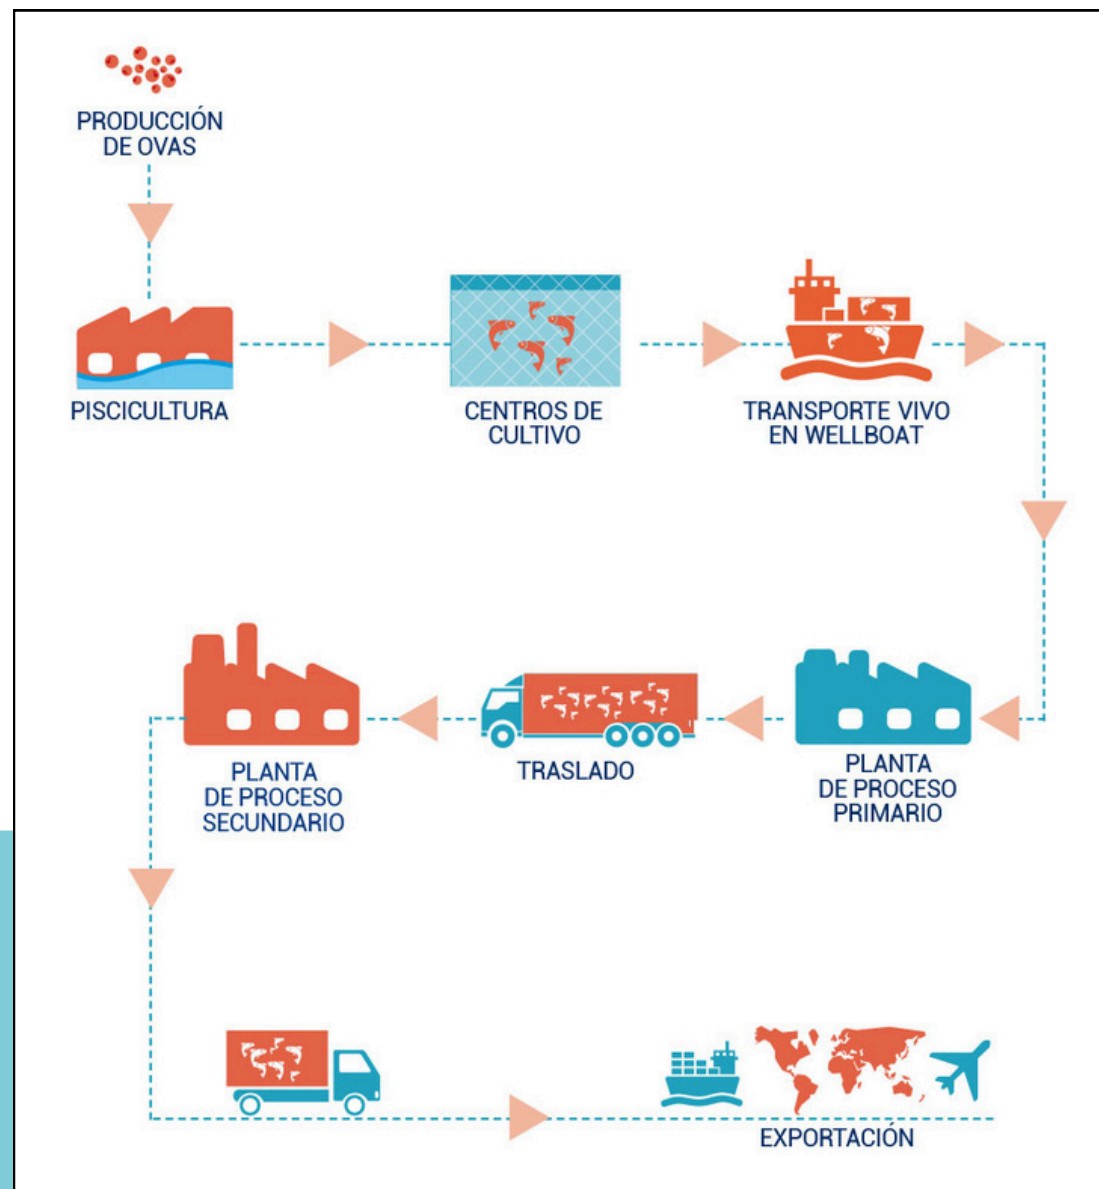 PRODUCCIÓN
DE OVAS
PISCICULTURA
CENTROS DE
CULTIVO
TRANSPORTE VIVO
EN WELLBOAT
PLANTA
DE PROCESO
SECUNDARIO
TRASLADO
PLANTA
DE PROCESO
PRIMARIO
EXPORTACIÓN